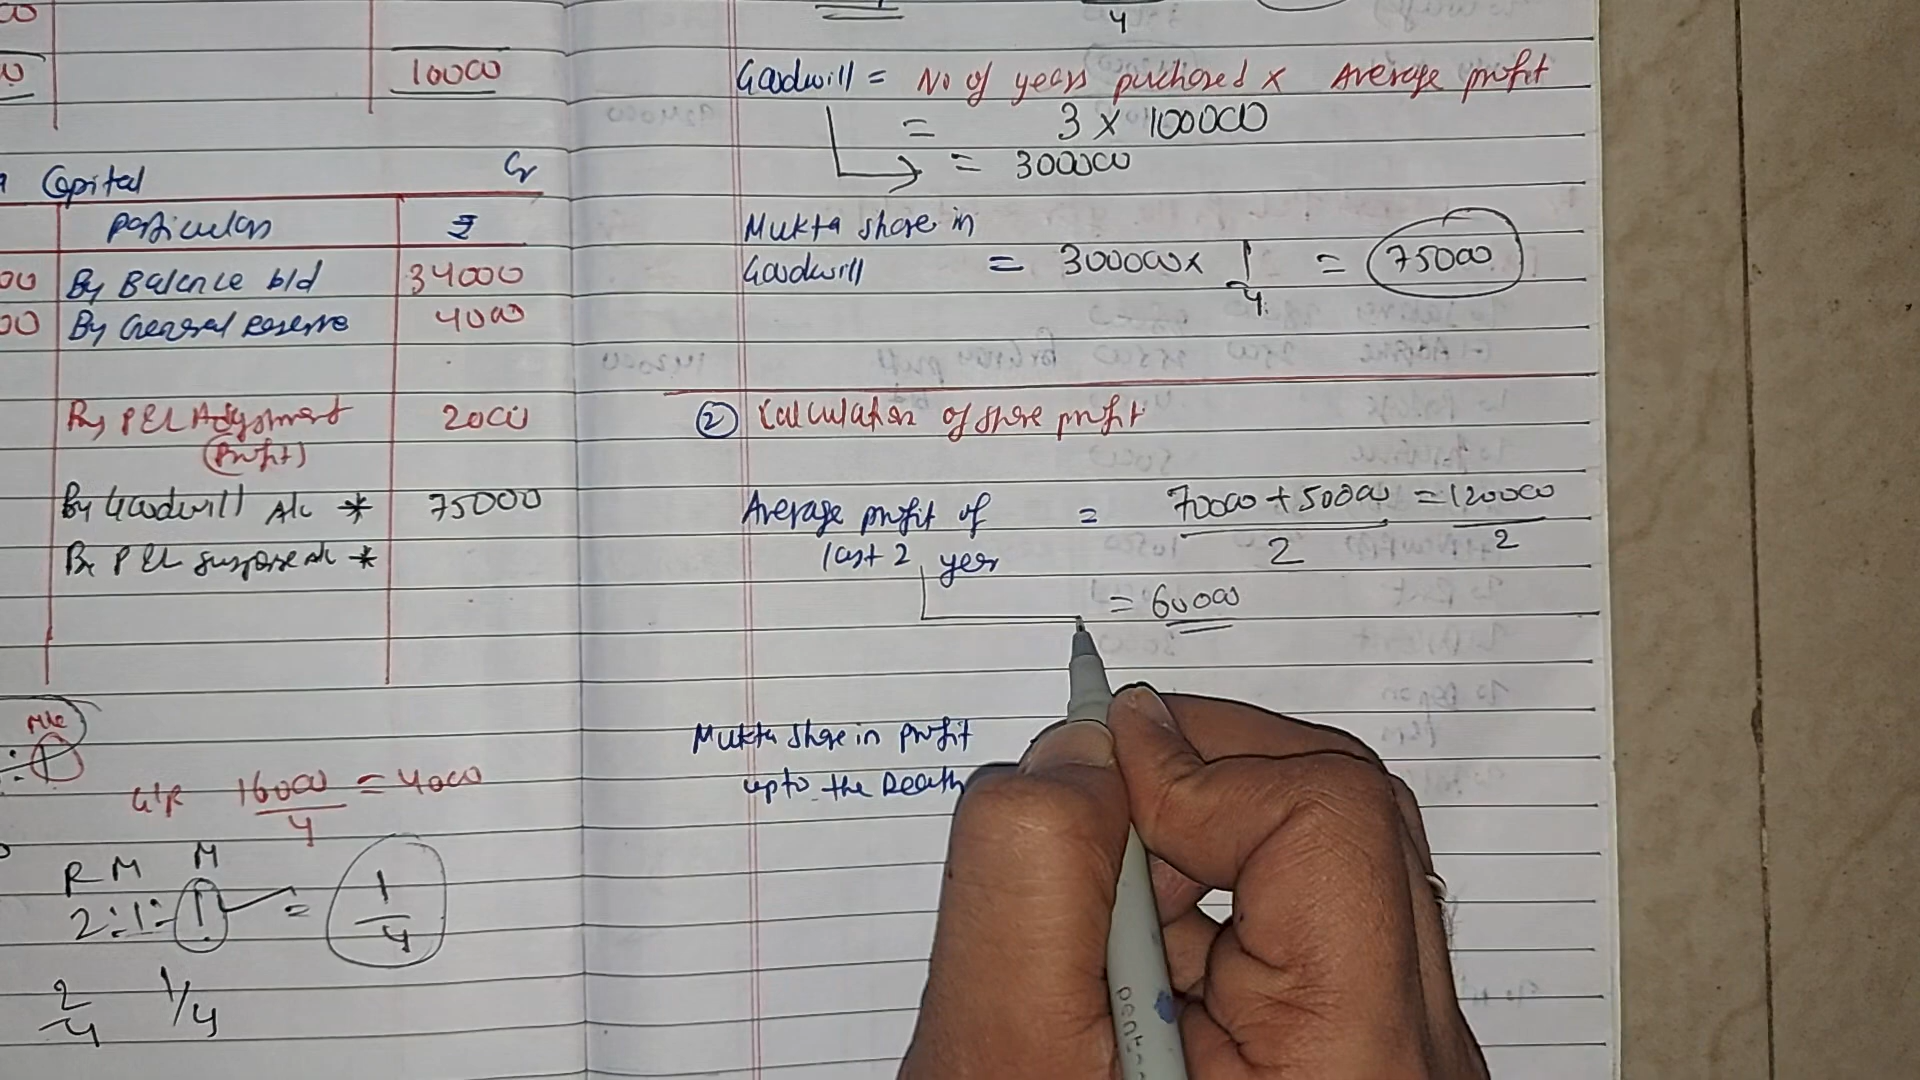 4
10000
Goodwill = No of years purchased x Average profit
= 3 x 100000
= 300000
Capital Cr
Particulars ₹
00 By Balance b/d 34000
00 By General Reserve 4000
By P&L Adjustment 2000
(Profit)
By Goodwill A/c * 75000
By P&L Suspense A/c *
G/R 16000 = 4000
4
R M M
2:1:1 = 1
4
2 1/4
4
Mukta share in
Goodwill = 300000 x 1 = 75000
4
② Calculation of share profit
Average profit of = 70000 + 50000 = 120000
last 2 year 2 2
= 60000
Mukta share in profit
upto the Death